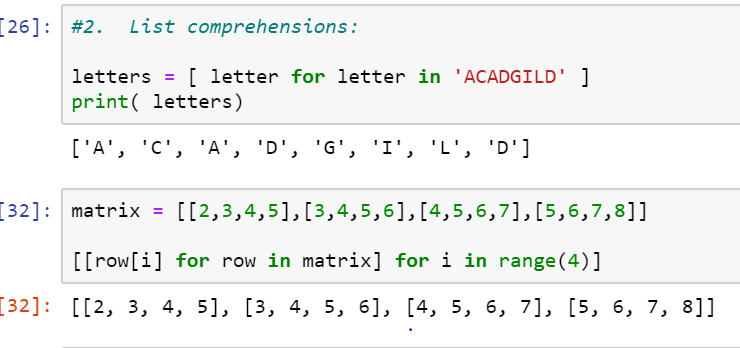 [26]: #2. List comprehensions:
letters = [ letter for letter in 'ACADGILD' ]
print( letters)
['A', 'C', 'A', 'D', 'G', 'I', 'L', 'D']
[32]: matrix = [[2,3,4,5],[3,4,5,6],[4,5,6,7],[5,6,7,8]]
[[row[i] for row in matrix] for i in range(4)]
[32]: [[2, 3, 4, 5], [3, 4, 5, 6], [4, 5, 6, 7], [5, 6, 7, 8]]